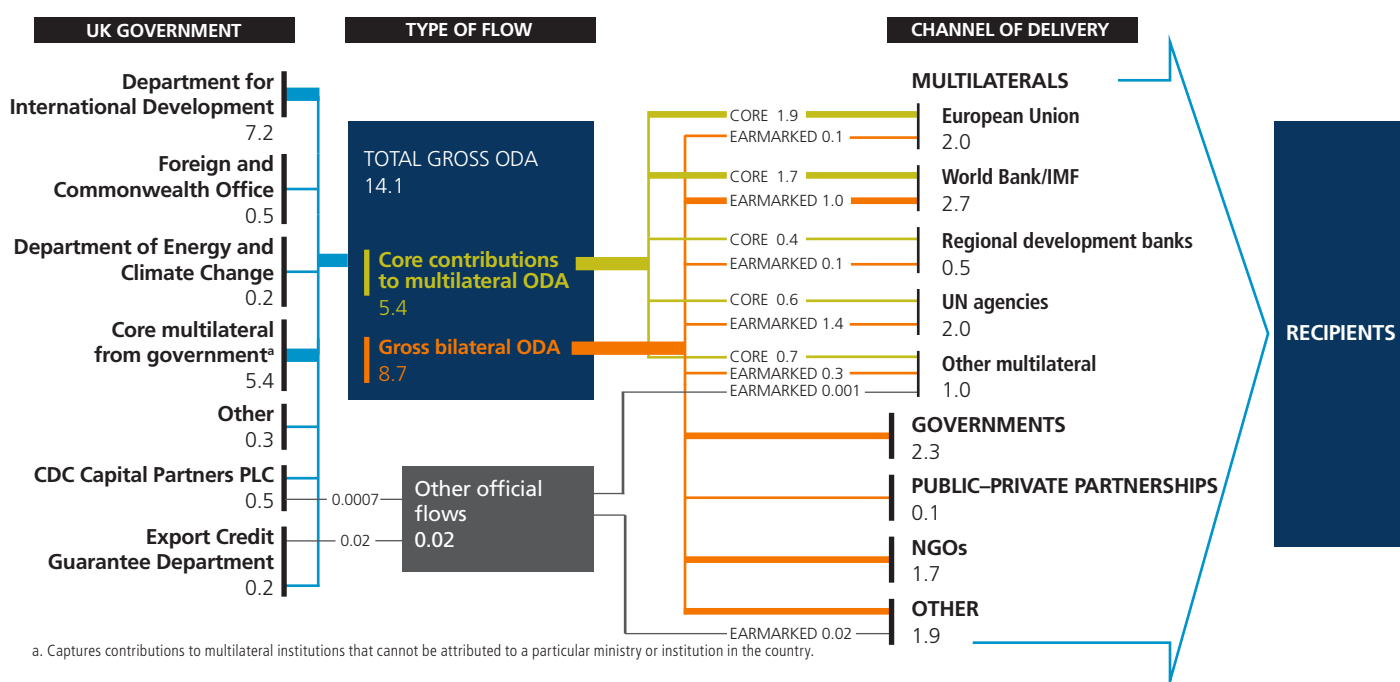 UK GOVERNMENT
TYPE OF FLOW
CHANNEL OF DELIVERY
Department for
International Development
7.2
Foreign and
Commonwealth Office
0.5
Department of Energy and
Climate Change
0.2
Core multilateral
from governmentᵃ
5.4
Other
0.3
CDC Capital Partners PLC
0.5
Export Credit
Guarantee Department
0.2
0.0007
0.02
TOTAL GROSS ODA
14.1
Core contributions
to multilateral ODA
5.4
Gross bilateral ODA
8.7
Other official
flows
0.02
CORE 1.9
EARMARKED 0.1
CORE 1.7
EARMARKED 1.0
CORE 0.4
EARMARKED 0.1
CORE 0.6
EARMARKED 1.4
CORE 0.7
EARMARKED 0.3
EARMARKED 0.001
EARMARKED 0.02
MULTILATERALS
European Union
2.0
World Bank/IMF
2.7
Regional development banks
0.5
UN agencies
2.0
Other multilateral
1.0
GOVERNMENTS
2.3
PUBLIC–PRIVATE PARTNERSHIPS
0.1
NGOs
1.7
OTHER
1.9
RECIPIENTS
a. Captures contributions to multilateral institutions that cannot be attributed to a particular ministry or institution in the country.